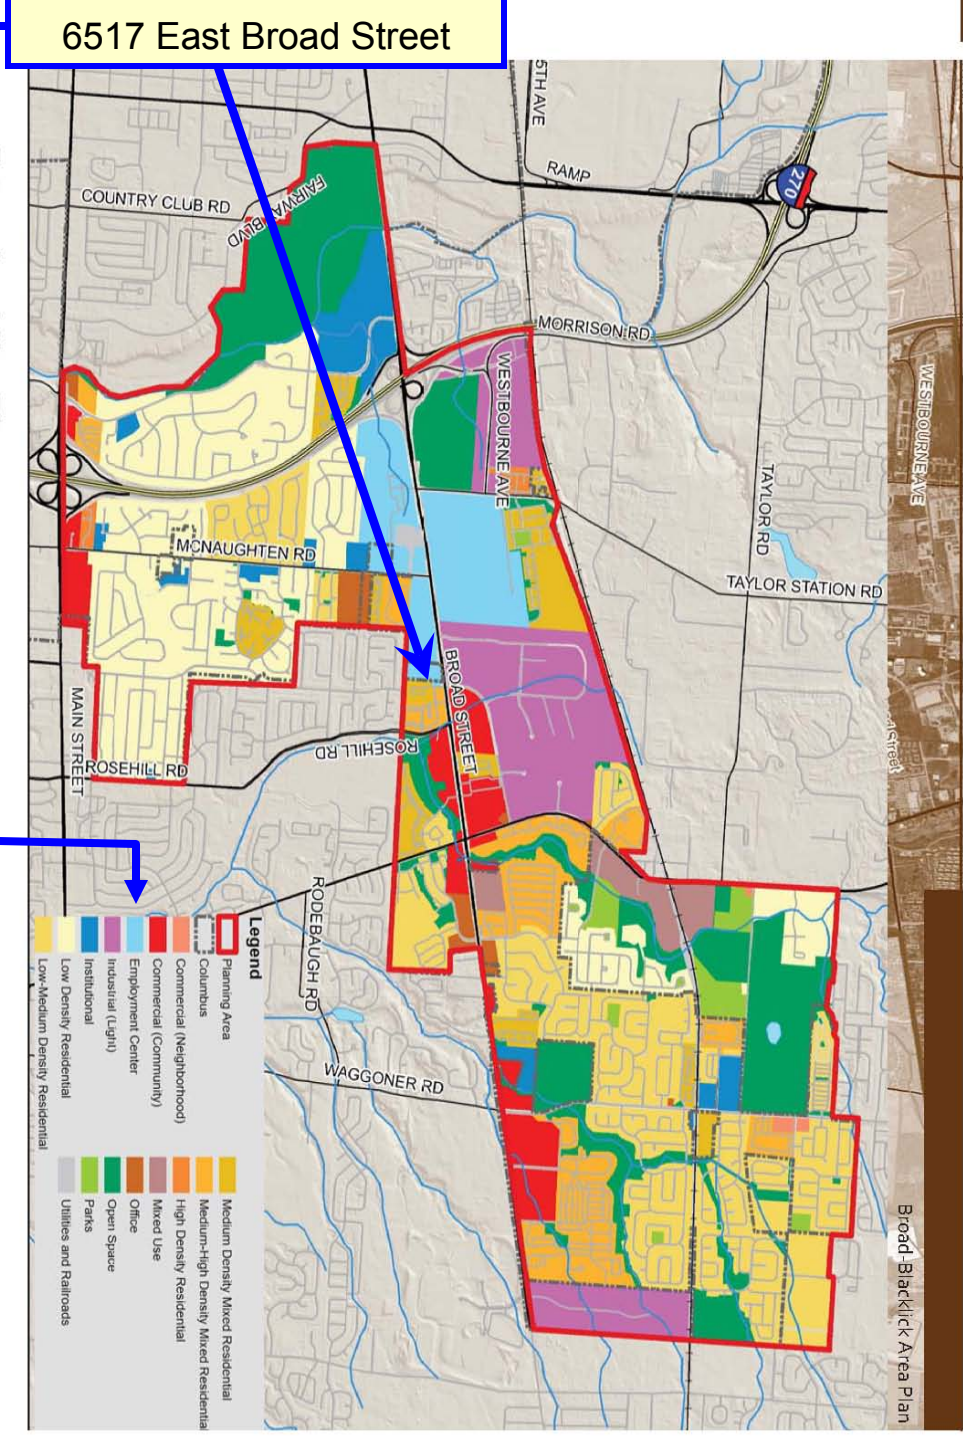 6517 East Broad Street
5TH AVE
RAMP
270
COUNTRY CLUB RD
FAIRWAY BLVD
MORRISON RD
WESTBOURNE AVE
WESTBOURNE AVE
TAYLOR RD
TAYLOR STATION RD
MCNAUGHTEN RD
BROAD STREET
MAIN STREET
ROSEHILL RD
ROSEHILL RD
RODEBAUGH RD
WAGGONER RD
Broad-Blacklick Area Plan
Legend
Planning Area
Columbus
Commercial (Neighborhood)
Commercial (Community)
Employment Center
Industrial (Light)
Institutional
Low Density Residential
Low-Medium Density Residential
Medium Density Mixed Residential
Medium-High Density Mixed Residential
High Density Residential
Mixed Use
Office
Open Space
Parks
Utilities and Railroads